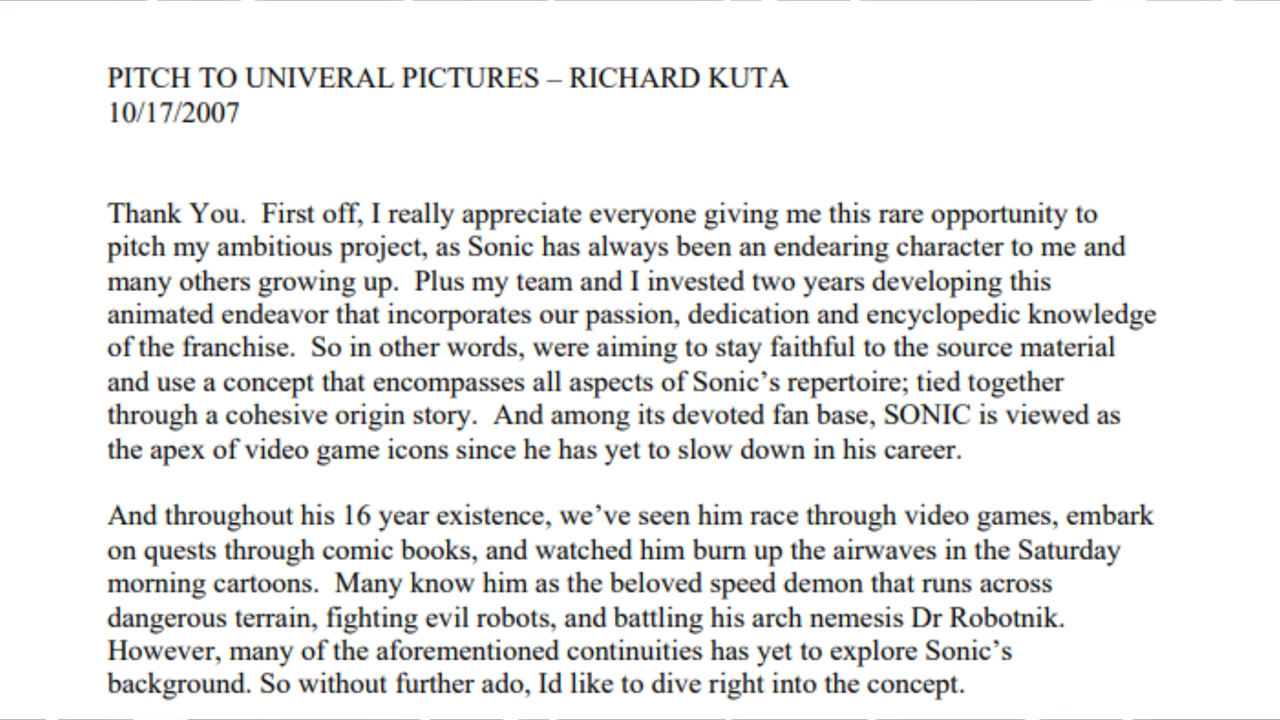 PITCH TO UNIVERAL PICTURES – RICHARD KUTA
10/17/2007
Thank You.  First off, I really appreciate everyone giving me this rare opportunity to
pitch my ambitious project, as Sonic has always been an endearing character to me and
many others growing up.  Plus my team and I invested two years developing this
animated endeavor that incorporates our passion, dedication and encyclopedic knowledge
of the franchise.  So in other words, were aiming to stay faithful to the source material
and use a concept that encompasses all aspects of Sonic’s repertoire; tied together
through a cohesive origin story.  And among its devoted fan base, SONIC is viewed as
the apex of video game icons since he has yet to slow down in his career.
And throughout his 16 year existence, we’ve seen him race through video games, embark
on quests through comic books, and watched him burn up the airwaves in the Saturday
morning cartoons.  Many know him as the beloved speed demon that runs across
dangerous terrain, fighting evil robots, and battling his arch nemesis Dr Robotnik.
However, many of the aforementioned continuities has yet to explore Sonic’s
background. So without further ado, Id like to dive right into the concept.